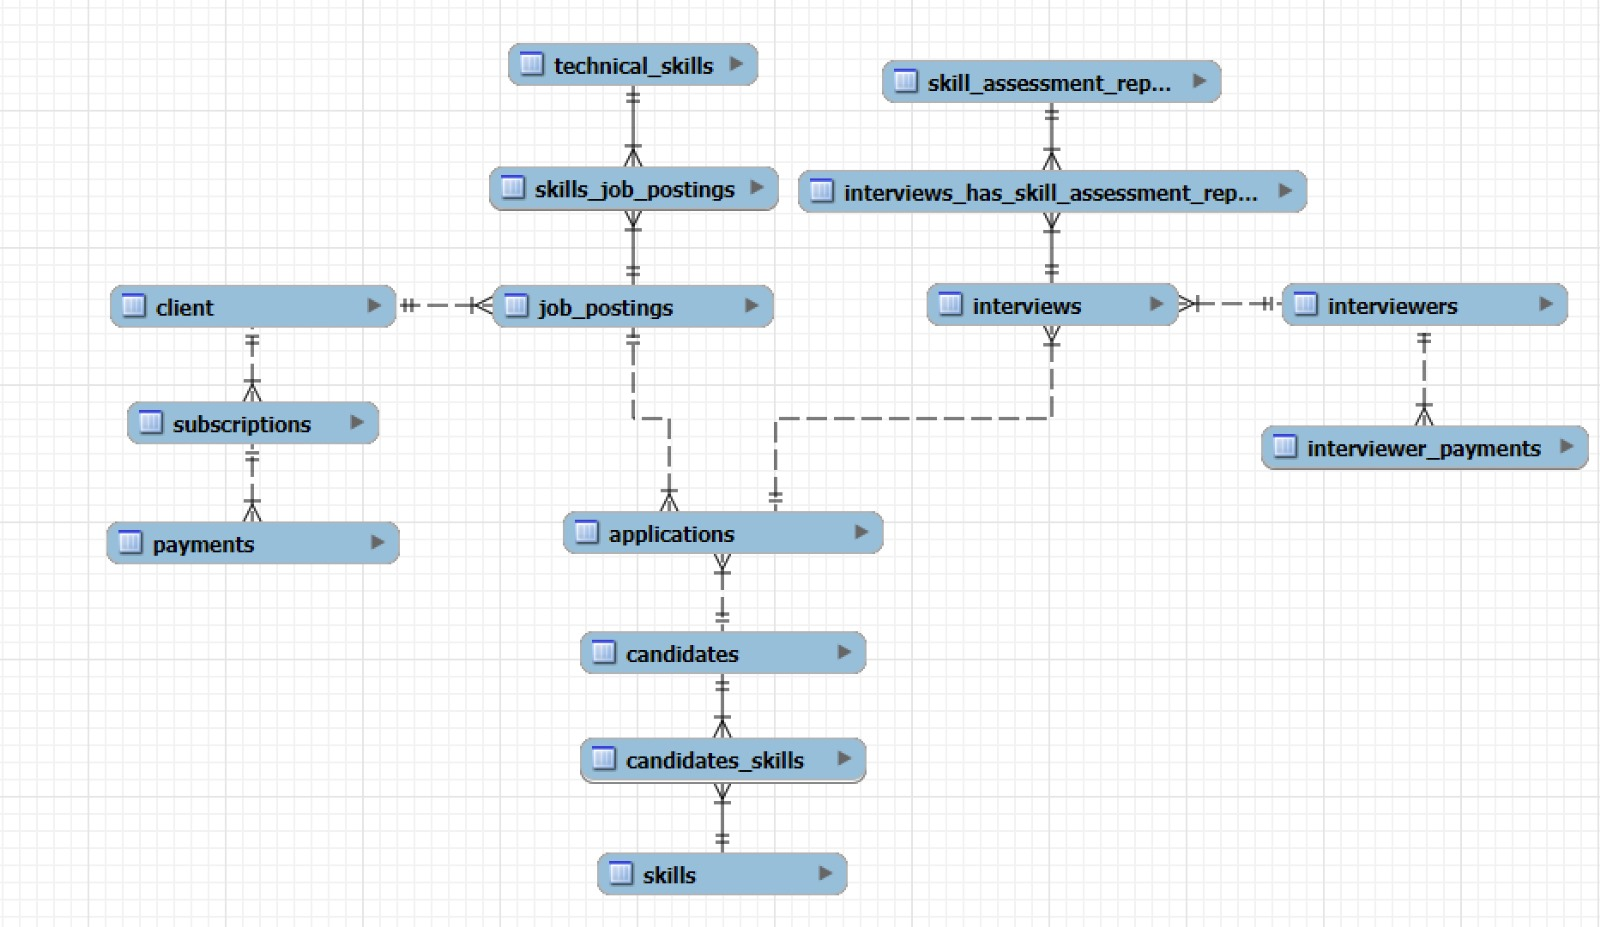 technical_skills
skill_assessment_rep...
skills_job_postings
interviews_has_skill_assessment_rep...
client
job_postings
interviews
interviewers
subscriptions
interviewer_payments
payments
applications
candidates
candidates_skills
skills